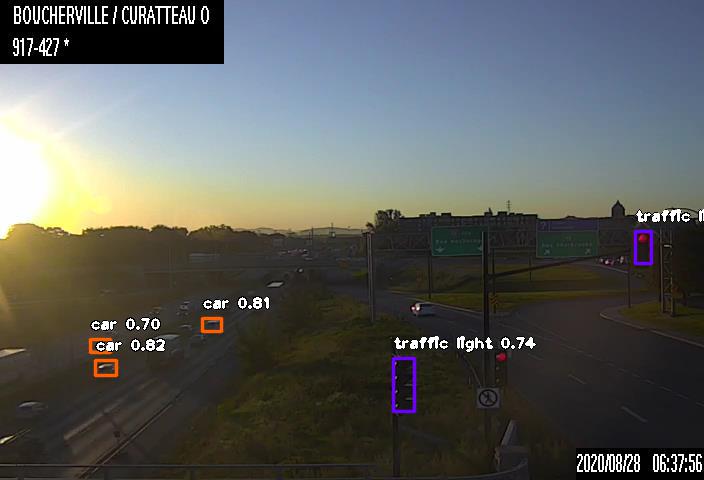 BOUCHERVILLE / CURATTEAU O
917-427 *
traffic l
car 0.81
car 0.70
car 0.82
traffic light 0.74
2020/08/28 06:37:56